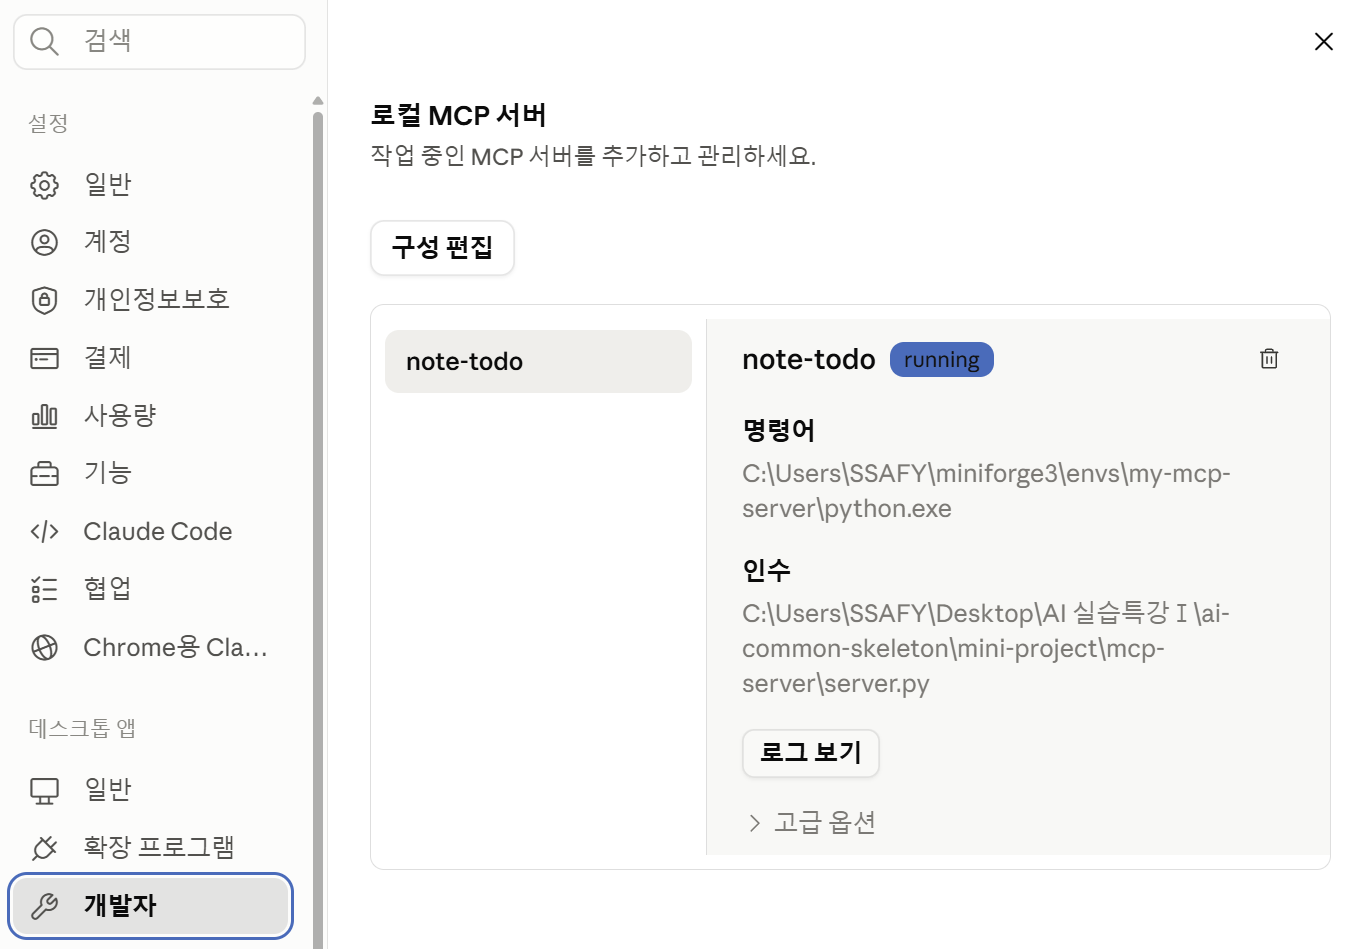 검색
설정
일반
계정
개인정보보호
결제
사용량
기능
Claude Code
협업
Chrome용 Cla...
데스크톱 앱
일반
확장 프로그램
개발자
로컬 MCP 서버
작업 중인 MCP 서버를 추가하고 관리하세요.
구성 편집
note-todo
note-todo running
명령어
C:\Users\SSAFY\miniforge3\envs\my-mcp-
server\python.exe
인수
C:\Users\SSAFY\Desktop\AI 실습특강Ⅰ\ai-
common-skeleton\mini-project\mcp-
server\server.py
로그 보기
고급 옵션